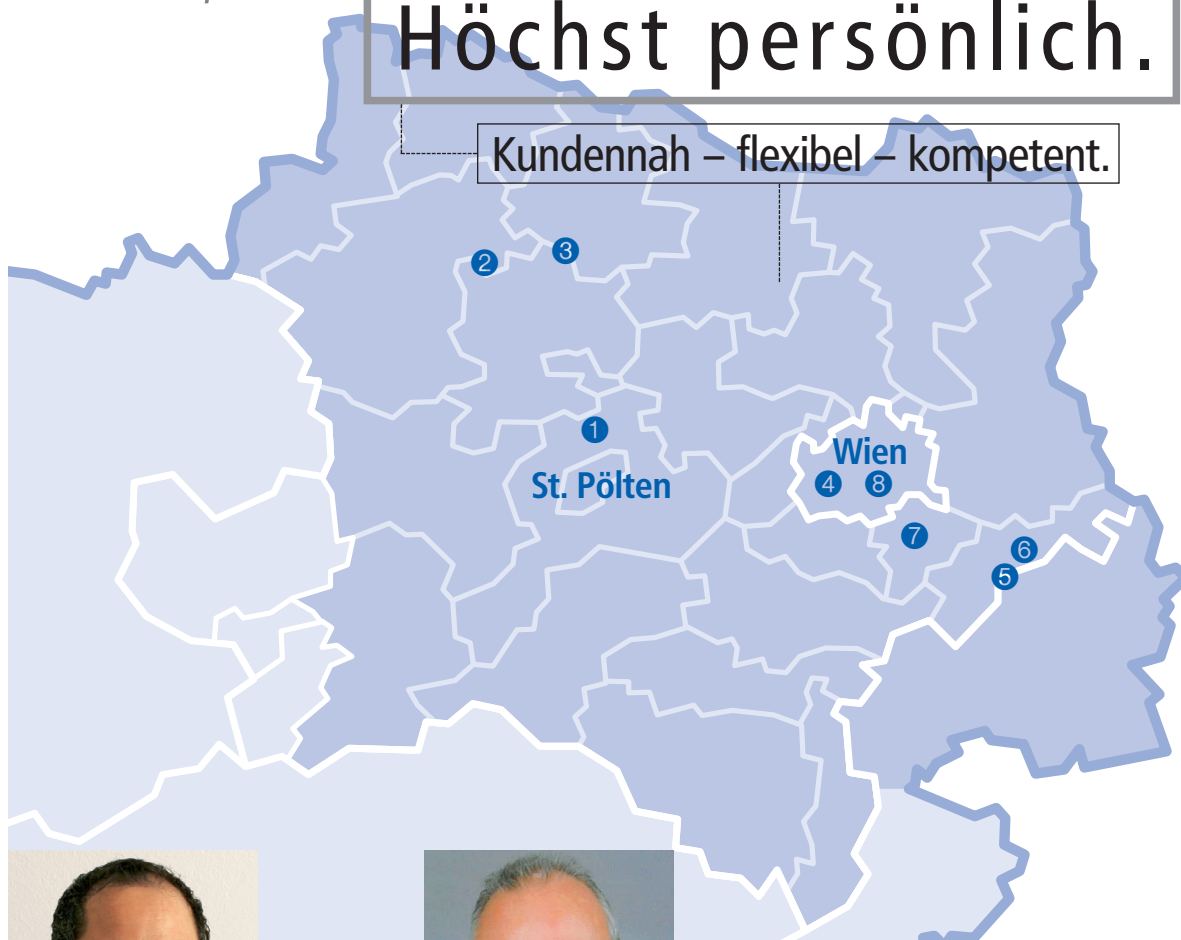 Höchst persönlich.
Kundennah – flexibel – kompetent.
2
3
1
Wien
St. Pölten
4
8
7
6
5